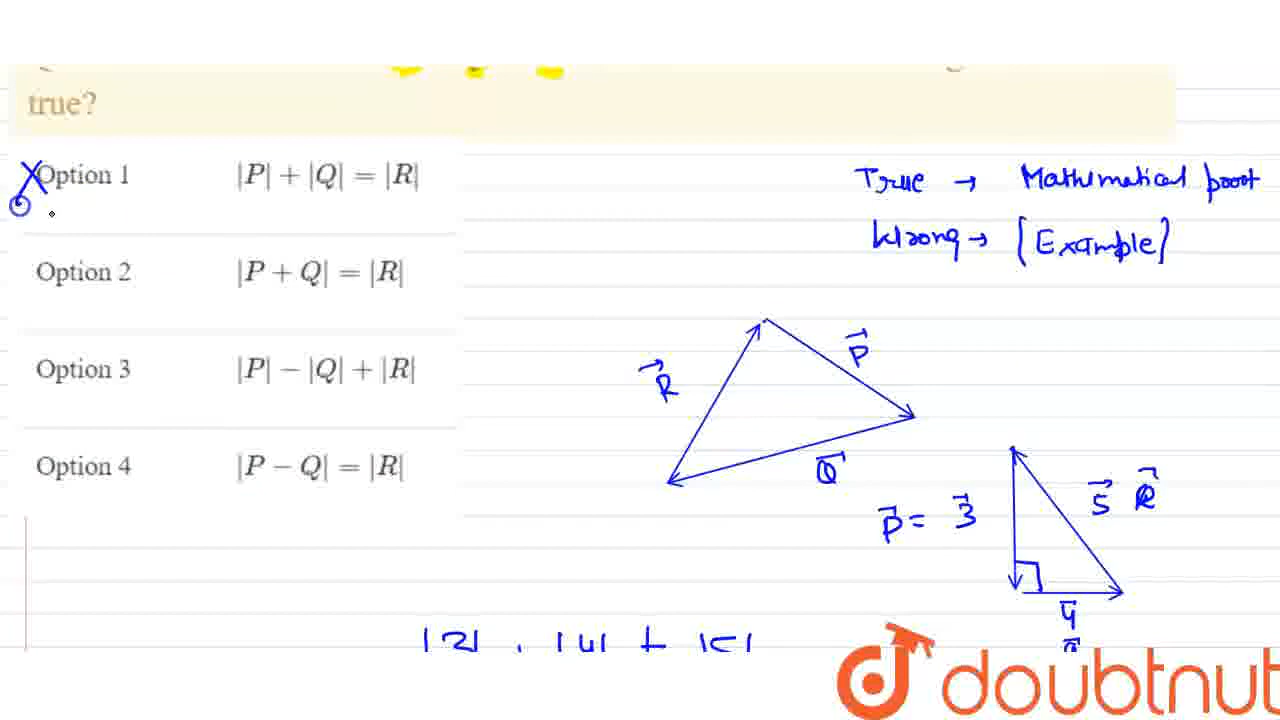 true?
Option 1 |P| + |Q| = |R|
True → Mathematical proof
Wrong → [Example]
Option 2 |P + Q| = |R|
Option 3 |P| − |Q| + |R|
Option 4 |P − Q| = |R|
R⃗
P⃗
Q⃗
P⃗ = 3⃗
5⃗ R⃗
4⃗
doubtnut